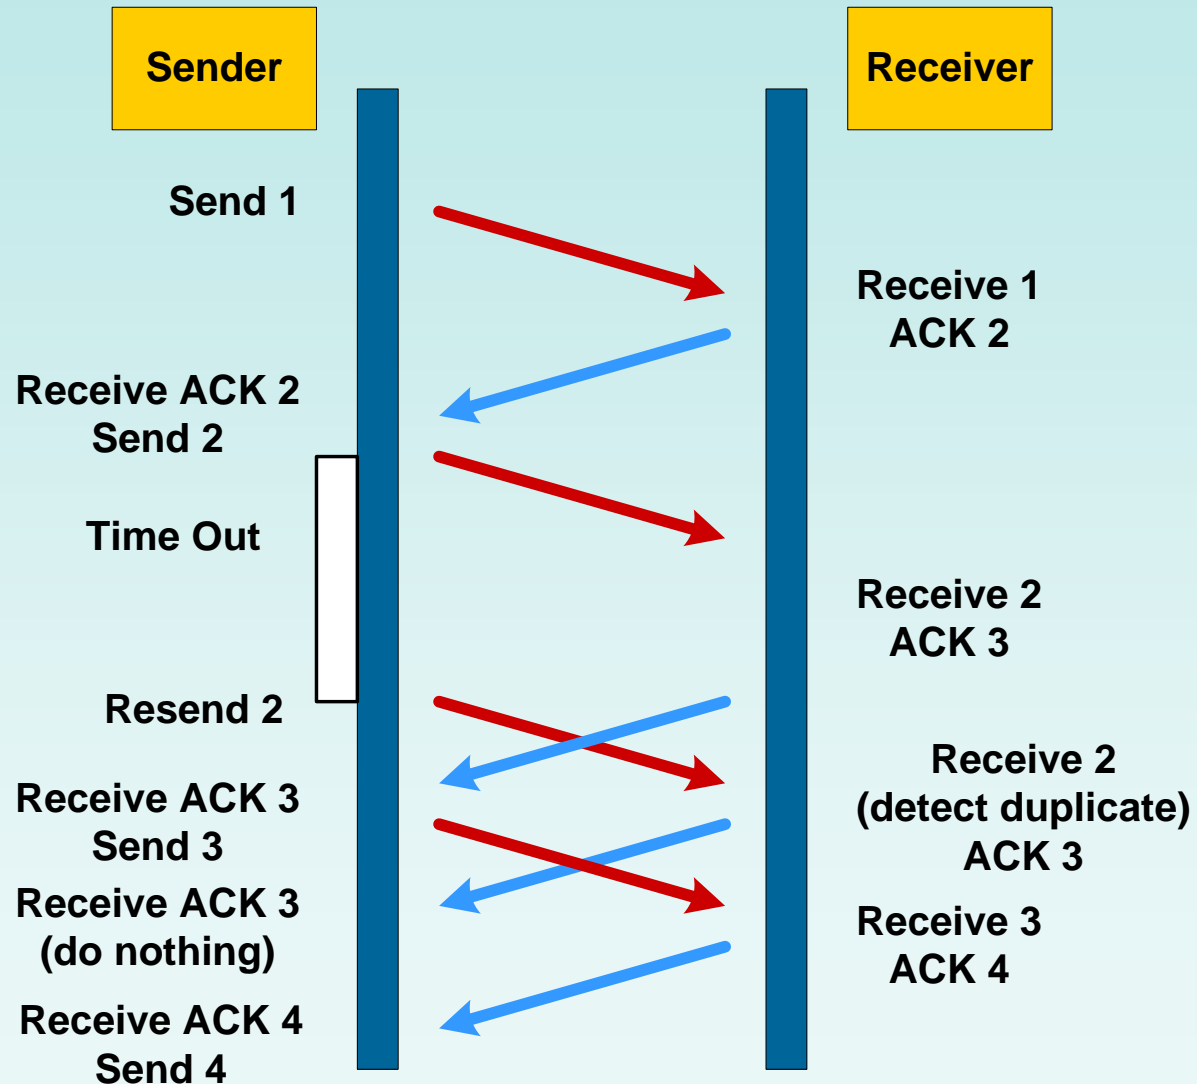 Sender
Receiver
Send 1
Receive 1
ACK 2
Receive ACK 2
Send 2
Time Out
Receive 2
ACK 3
Resend 2
Receive 2
(detect duplicate)
ACK 3
Receive ACK 3
Send 3
Receive ACK 3
(do nothing)
Receive 3
ACK 4
Receive ACK 4
Send 4